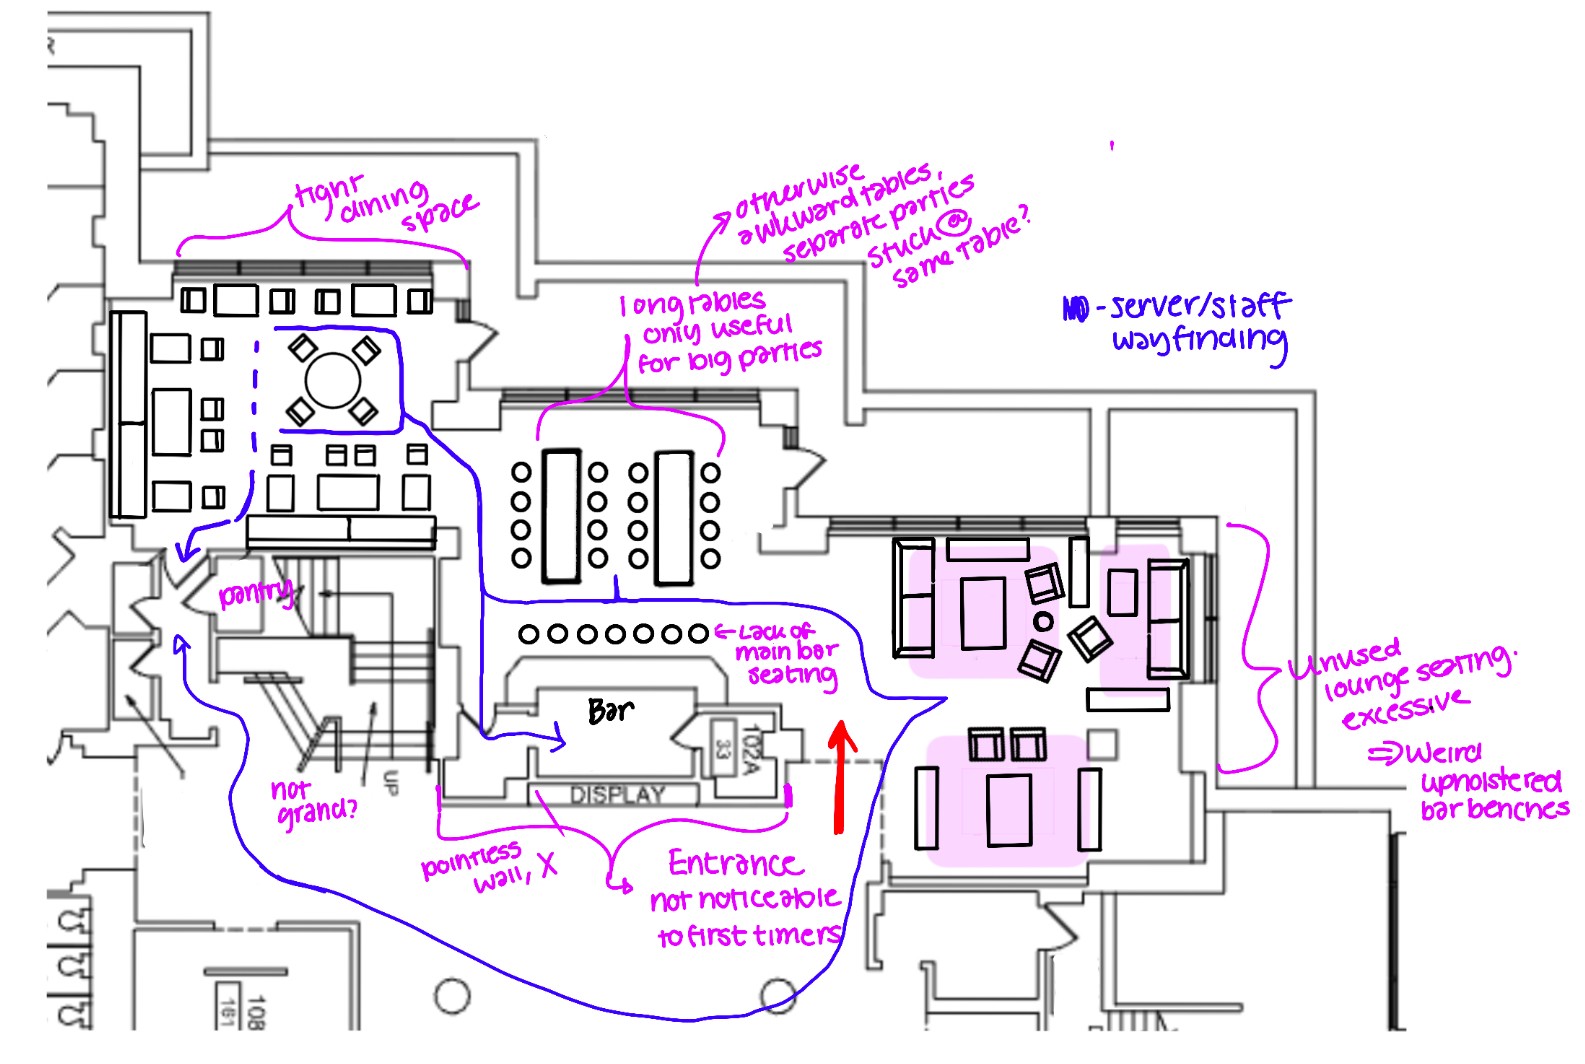 R
tight
dining
space
otherwise
awkward tables,
separate parties
stuck @
same table?
long tables
only useful
for big parties
- server/staff
wayfinding
pantry
← Lack of
main bar
seating
Bar
102A
33
DISPLAY
UP
not
grand?
pointless
wall, X
Entrance
not noticeable
to first timers
Unused
lounge seating.
excessive
⇒ Weird
upholstered
bar benches
108
161